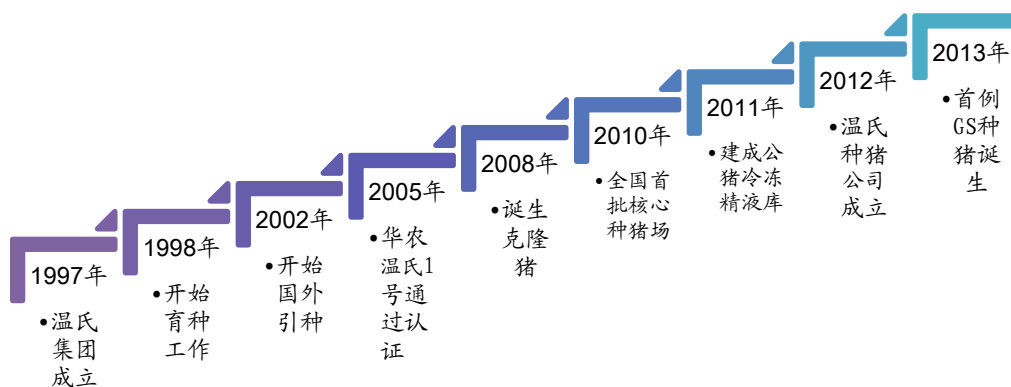 1997年
•温氏
集团
成立
1998年
•开始
育种
工作
2002年
•开始
国外
引种
2005年
•华农
温氏1
号通
过认
证
2008年
•诞生
克隆
猪
2010年
•全国首
批核心
种猪场
2011年
•建成公
猪冷冻
精液库
2012年
•温氏
种猪
公司
成立
2013年
•首例
GS种
猪诞
生